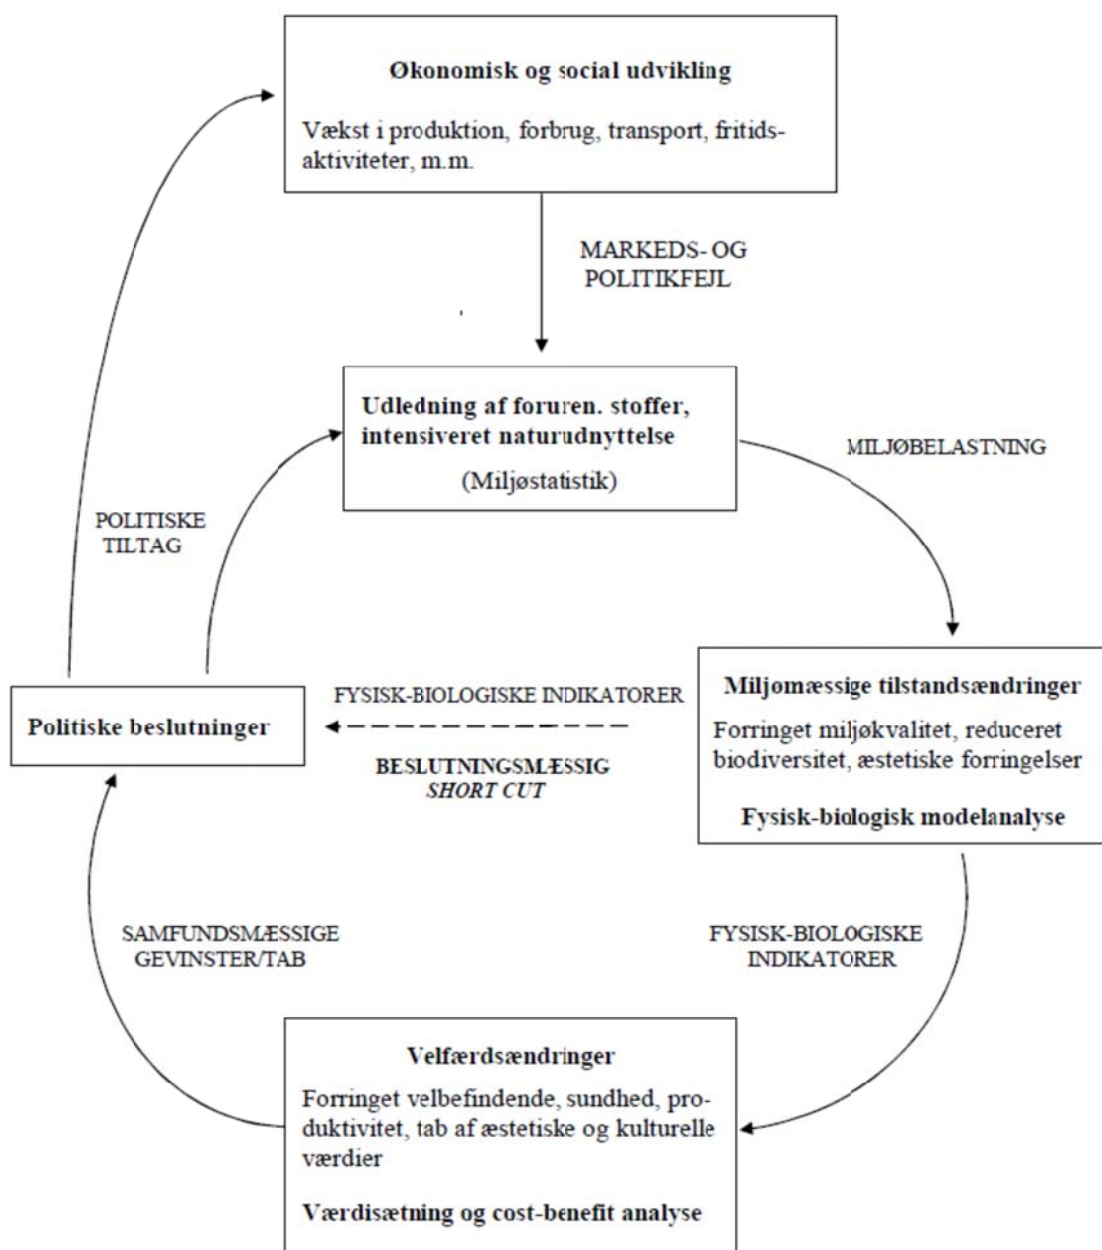 Økonomisk og social udvikling
Vækst i produktion, forbrug, transport, fritids-
aktiviteter, m.m.
MARKEDS- OG
POLITIKFEJL
Udledning af foruren. stoffer,
intensiveret naturudnyttelse
(Miljøstatistik)
MILJØBELASTNING
POLITISKE
TILTAG
Politiske beslutninger
FYSISK-BIOLOGISKE INDIKATORER
BESLUTNINGSMÆSSIG
SHORT CUT
Miljømæssige tilstandsændringer
Forringet miljøkvalitet, reduceret
biodiversitet, æstetiske forringelser
Fysisk-biologisk modelanalyse
SAMFUNDSMÆSSIGE
GEVINSTER/TAB
FYSISK-BIOLOGISKE
INDIKATORER
Velfærdsændringer
Forringet velbefindende, sundhed, pro-
duktivitet, tab af æstetiske og kulturelle
værdier
Værdisætning og cost-benefit analyse